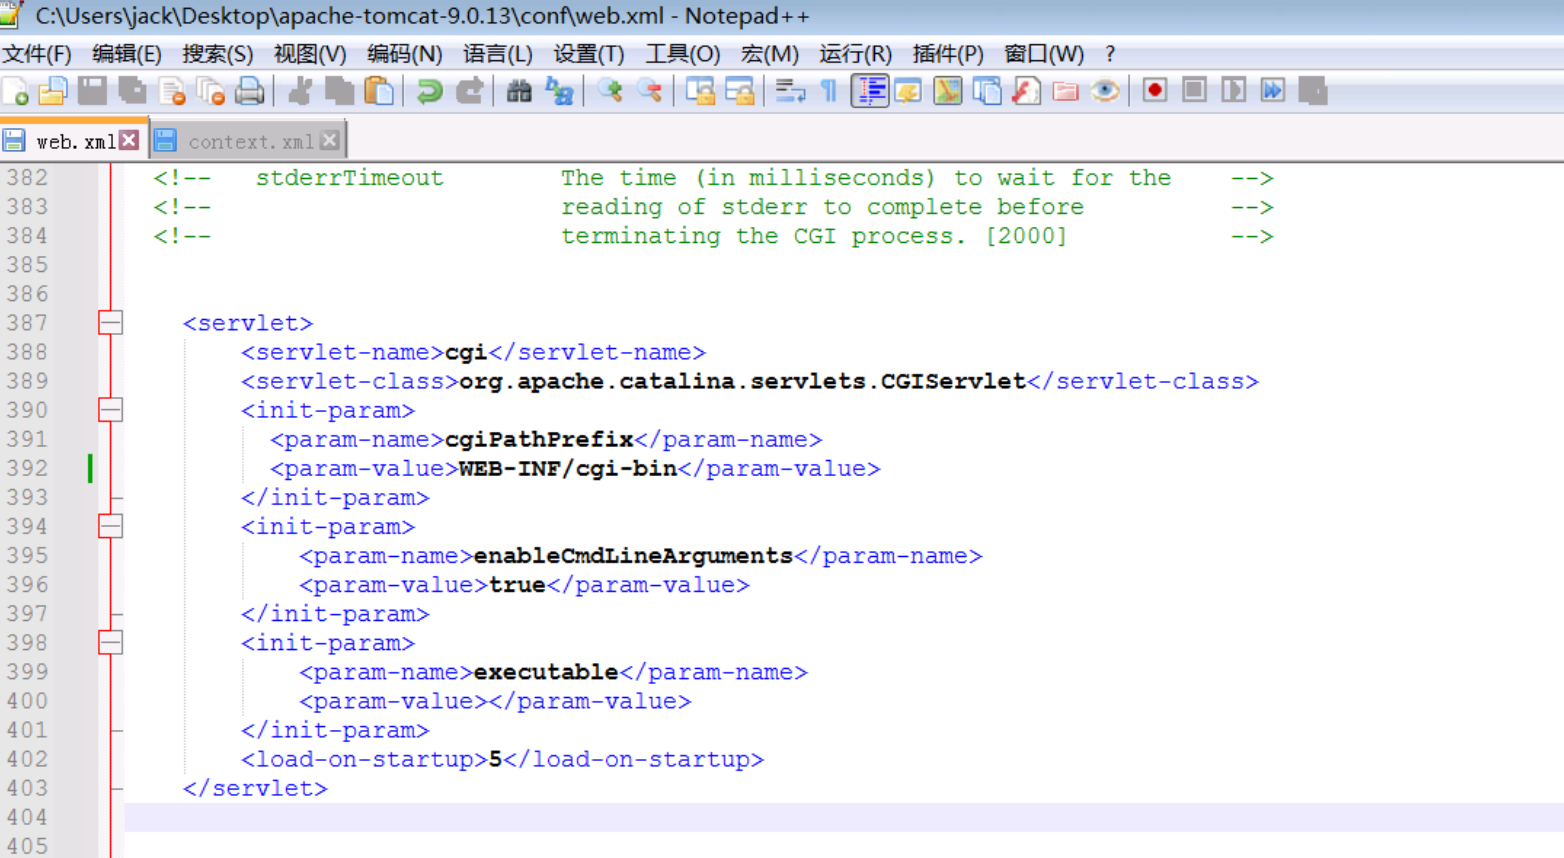 C:\Users\jack\Desktop\apache-tomcat-9.0.13\conf\web.xml - Notepad++
文件(F) 编辑(E) 搜索(S) 视图(V) 编码(N) 语言(L) 设置(T) 工具(O) 宏(M) 运行(R) 插件(P) 窗口(W) ?
web.xml context.xml
382 <!-- stderrTimeout The time (in milliseconds) to wait for the -->
383 <!-- reading of stderr to complete before -->
384 <!-- terminating the CGI process. [2000] -->
385
386
387 <servlet>
388 <servlet-name>cgi</servlet-name>
389 <servlet-class>org.apache.catalina.servlets.CGIServlet</servlet-class>
390 <init-param>
391 <param-name>cgiPathPrefix</param-name>
392 <param-value>WEB-INF/cgi-bin</param-value>
393 </init-param>
394 <init-param>
395 <param-name>enableCmdLineArguments</param-name>
396 <param-value>true</param-value>
397 </init-param>
398 <init-param>
399 <param-name>executable</param-name>
400 <param-value></param-value>
401 </init-param>
402 <load-on-startup>5</load-on-startup>
403 </servlet>
404
405